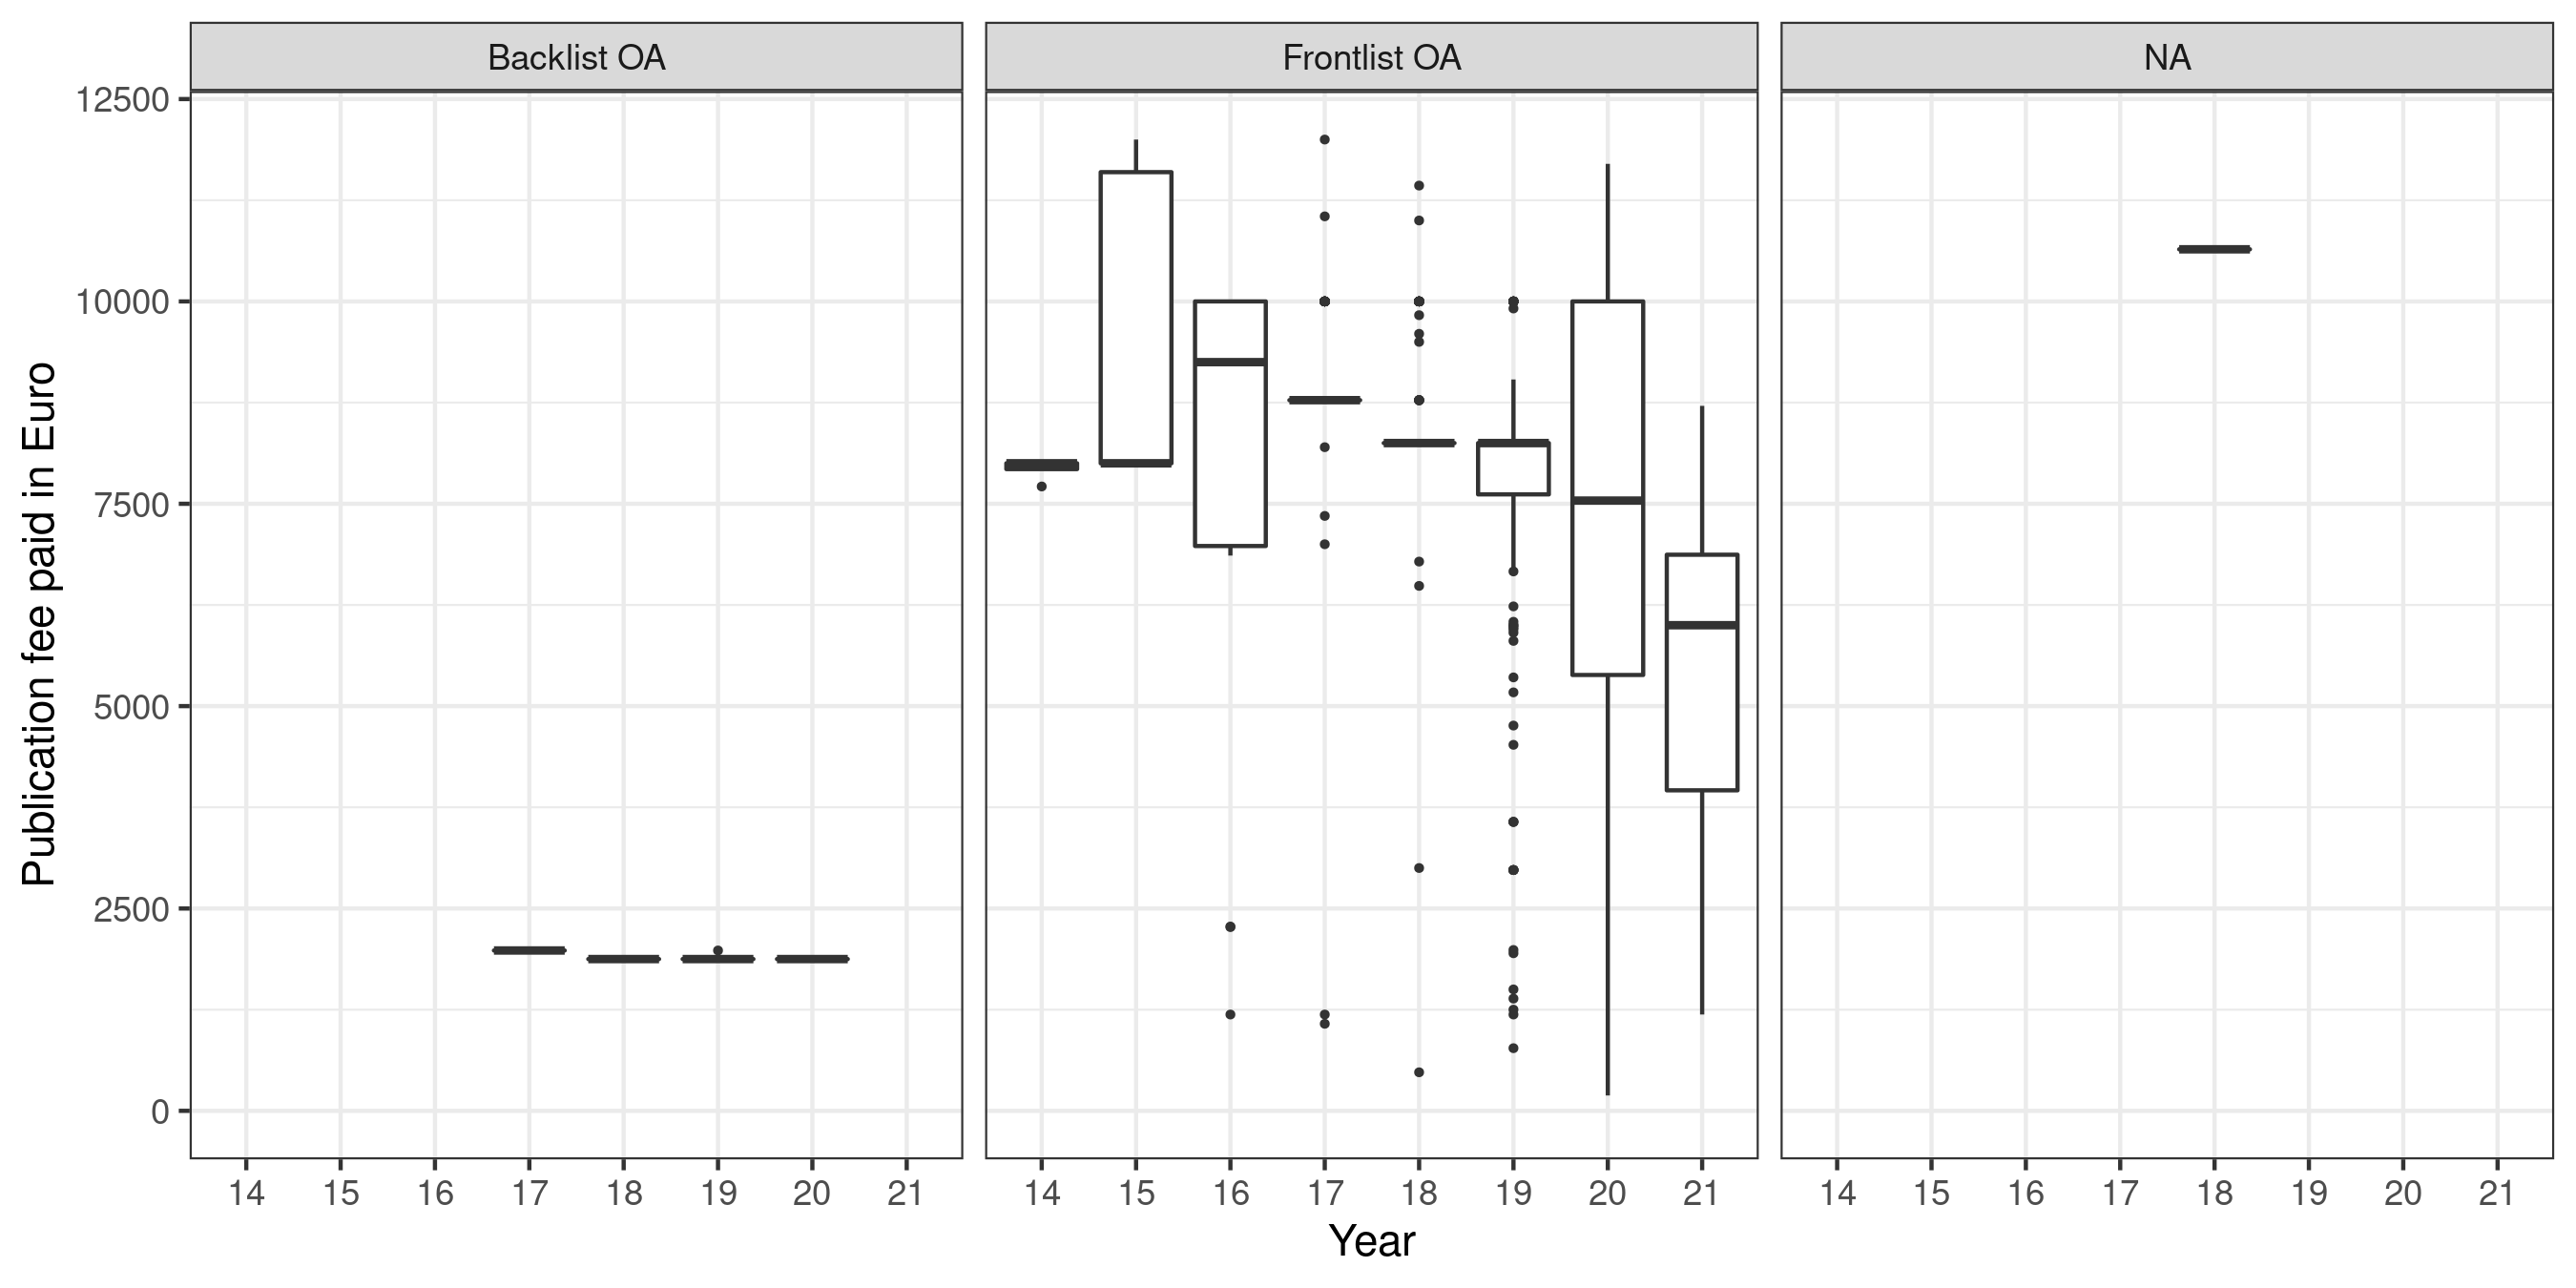 Backlist OA
Frontlist OA
NA
Publication fee paid in Euro
12500
10000
7500
5000
2500
0
14 15 16 17 18 19 20 21
14 15 16 17 18 19 20 21
14 15 16 17 18 19 20 21
Year